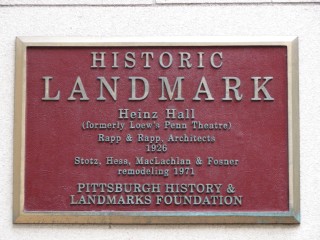 HISTORIC
LANDMARK
Heinz Hall
(formerly Loew's Penn Theatre)
Rapp & Rapp, Architects
1926
Stotz, Hess, MacLachlan & Fosner
remodeling 1971
PITTSBURGH HISTORY &
LANDMARKS FOUNDATION